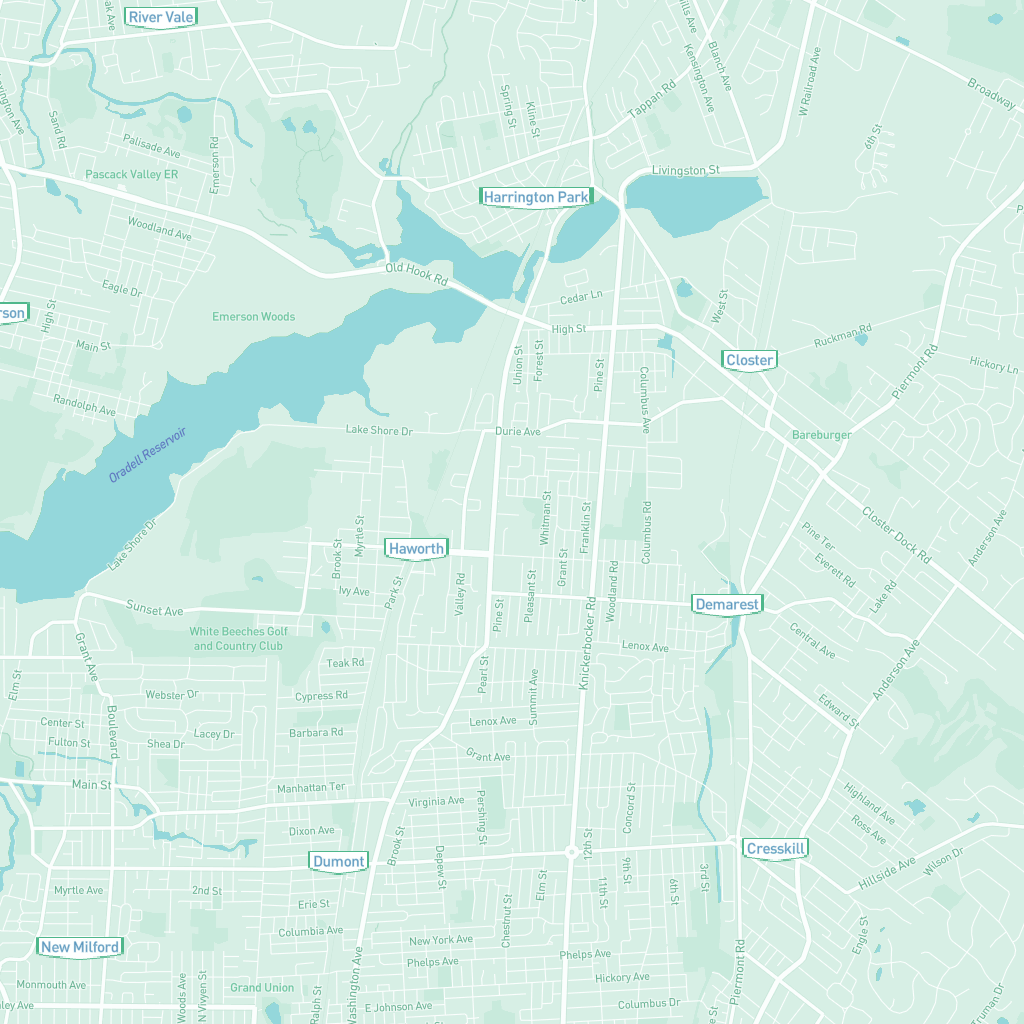 River Vale
Tappan Rd
Kensington Ave
Blanch Ave
W Railroad Ave
Broadway
Spring St
Kline St
Sand Rd
Palisade Ave
Emerson Rd
6th St
Pascack Valley ER
Livingston St
Harrington Park
Woodland Ave
Old Hook Rd
Eagle Dr
Cedar Ln
West St
High St
Emerson Woods
rson
High St
Ruckman Rd
Main St
Union St
Forest St
Pine St
Columbus Ave
Closter
Piermont Rd
Hickory Ln
Randolph Ave
Lake Shore Dr
Durie Ave
Bareburger
Oradell Reservoir
Lake Shore Dr
Myrtle St
Brook St
Haworth
Whitman St
Franklin St
Columbus Rd
Pine Ter
Closter Dock Rd
Anderson Ave
Everett Rd
Grant St
Ivy Ave
Park St
Valley Rd
Pine St
Pleasant St
Woodland Rd
Lake Rd
Sunset Ave
Demarest
White Beeches Golf
and Country Club
Knickerbocker Rd
Lenox Ave
Central Ave
Grant Ave
Teak Rd
Pearl St
Anderson Ave
Elm St
Webster Dr
Cypress Rd
Summit Ave
Edward St
Center St
Boulevard
Lacey Dr
Barbara Rd
Lenox Ave
Fulton St
Shea Dr
Grant Ave
Main St
Manhattan Ter
Virginia Ave
Pershing St
Concord St
Highland Ave
Ross Ave
Dixon Ave
Brook St
12th St
Cresskill
Dumont
Depew St
Elm St
11th St
9th St
6th St
3rd St
Hillside Ave
Wilson Dr
Myrtle Ave
2nd St
Erie St
Chestnut St
Columbia Ave
New York Ave
Engle St
New Milford
Phelps Ave
Phelps Ave
Washington Ave
Piermont Rd
Hickory Ave
Monmouth Ave
Woods Ave
N Vivyen St
Grand Union
Ralph St
E Johnson Ave
Columbus Dr
Truman Dr